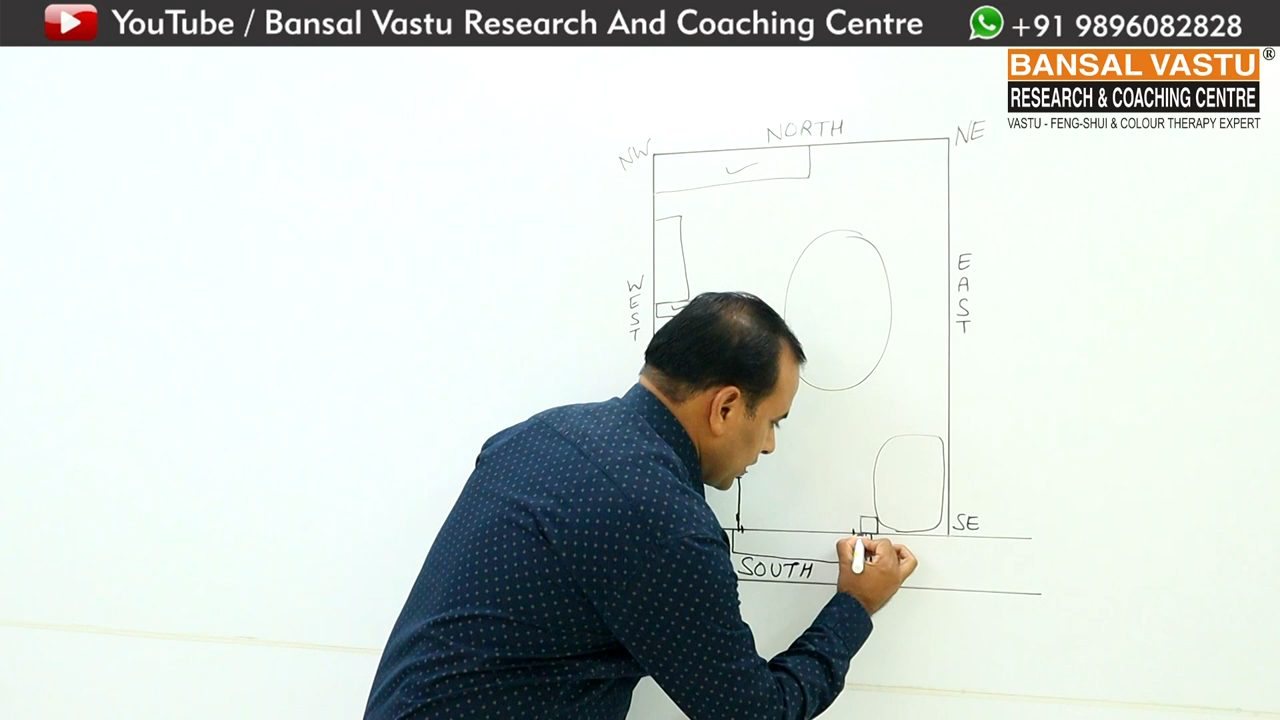 YouTube / Bansal Vastu Research And Coaching Centre
+91 9896082828
BANSAL VASTU®
RESEARCH & COACHING CENTRE
VASTU - FENG-SHUI & COLOUR THERAPY EXPERT
NORTH
NW
NE
WEST
EAST
SE
SOUTH